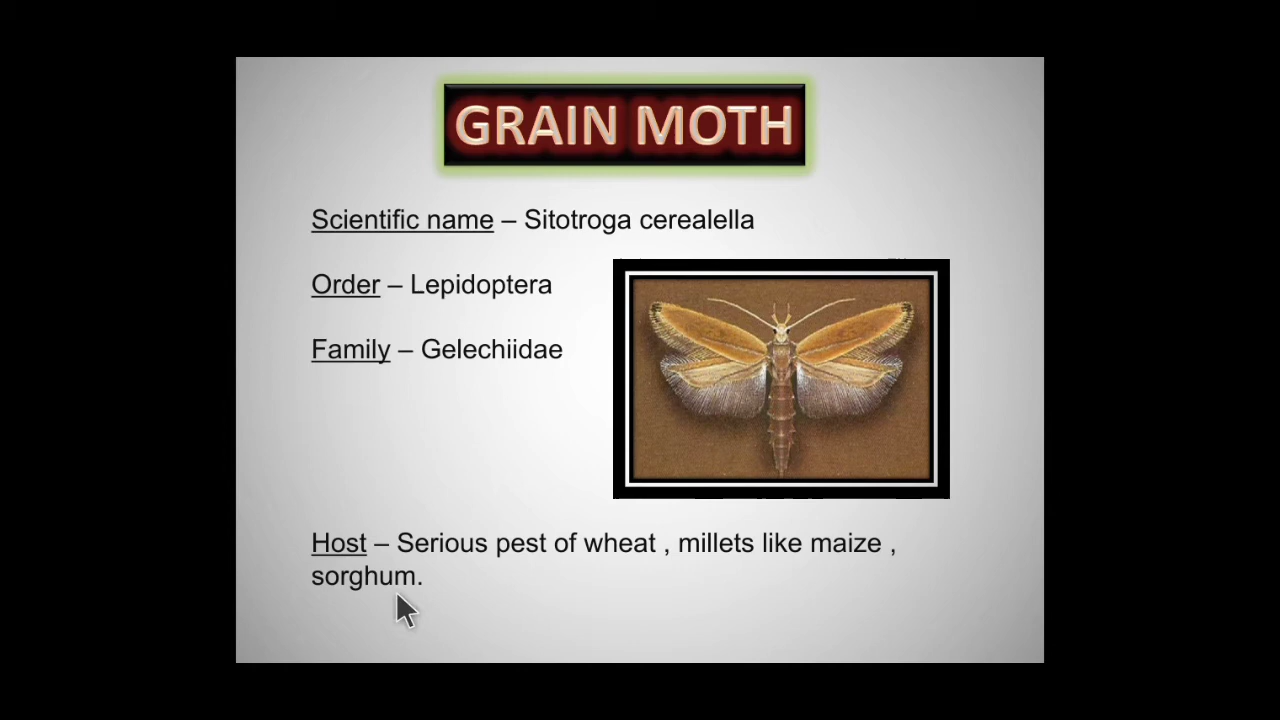 GRAIN MOTH
Scientific name – Sitotroga cerealella
Order – Lepidoptera
Family – Gelechiidae
Host – Serious pest of wheat , millets like maize ,
sorghum.